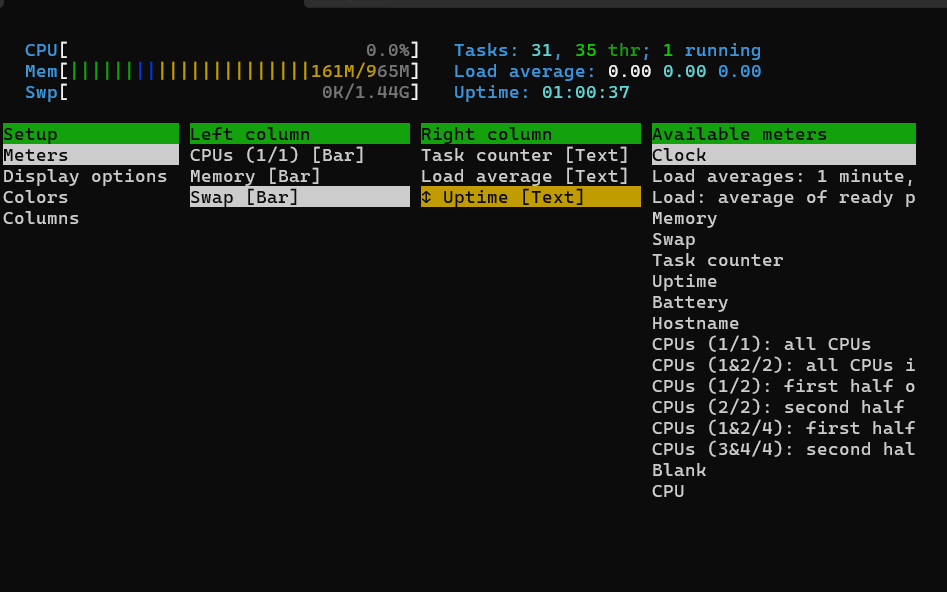 CPU[ 0.0%] Tasks: 31, 35 thr; 1 running
Mem[||||||||||||||||||||||161M/965M] Load average: 0.00 0.00 0.00
Swp[ 0K/1.44G] Uptime: 01:00:37
Setup Left column Right column Available meters
Meters CPUs (1/1) [Bar] Task counter [Text] Clock
Display options Memory [Bar] Load average [Text] Load averages: 1 minute,
Colors Swap [Bar] ↕ Uptime [Text] Load: average of ready p
Columns Memory
Swap
Task counter
Uptime
Battery
Hostname
CPUs (1/1): all CPUs
CPUs (1&2/2): all CPUs i
CPUs (1/2): first half o
CPUs (2/2): second half
CPUs (1&2/4): first half
CPUs (3&4/4): second hal
Blank
CPU